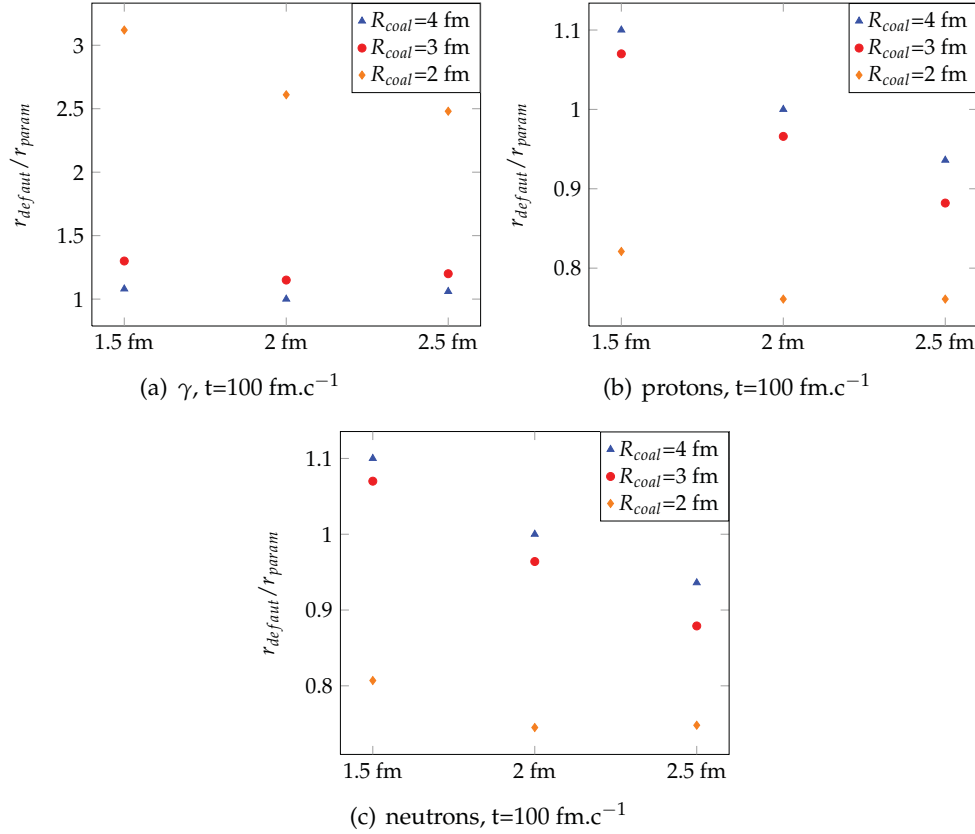 R_coal=4 fm
R_coal=3 fm
R_coal=2 fm
3
2.5
2
1.5
1
r_defaut/r_param
1.5 fm
2 fm
2.5 fm
(a) γ, t=100 fm.c⁻¹
R_coal=4 fm
R_coal=3 fm
R_coal=2 fm
1.1
1
0.9
0.8
r_defaut/r_param
1.5 fm
2 fm
2.5 fm
(b) protons, t=100 fm.c⁻¹
R_coal=4 fm
R_coal=3 fm
R_coal=2 fm
1.1
1
0.9
0.8
r_defaut/r_param
1.5 fm
2 fm
2.5 fm
(c) neutrons, t=100 fm.c⁻¹